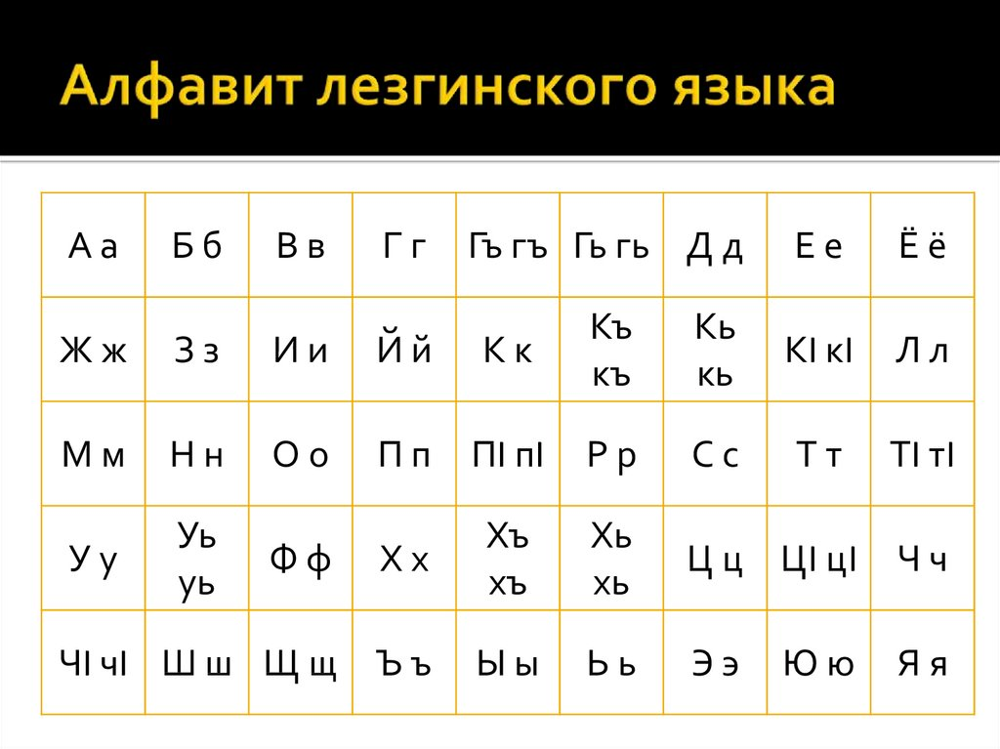 Алфавит лезгинского языка
А а Б б В в Г г Гъ гъ Гь гь Д д Е е Ё ё
Ж ж З з И и Й й К к Къ къ Кь кь КI кI Л л
М м Н н О о П п ПI пI Р р С с Т т ТI тI
У у Уь уь Ф ф Х х Хъ хъ Хь хь Ц ц ЦI цI Ч ч
ЧI чI Ш ш Щ щ Ъ ъ Ы ы Ь ь Э э Ю ю Я я